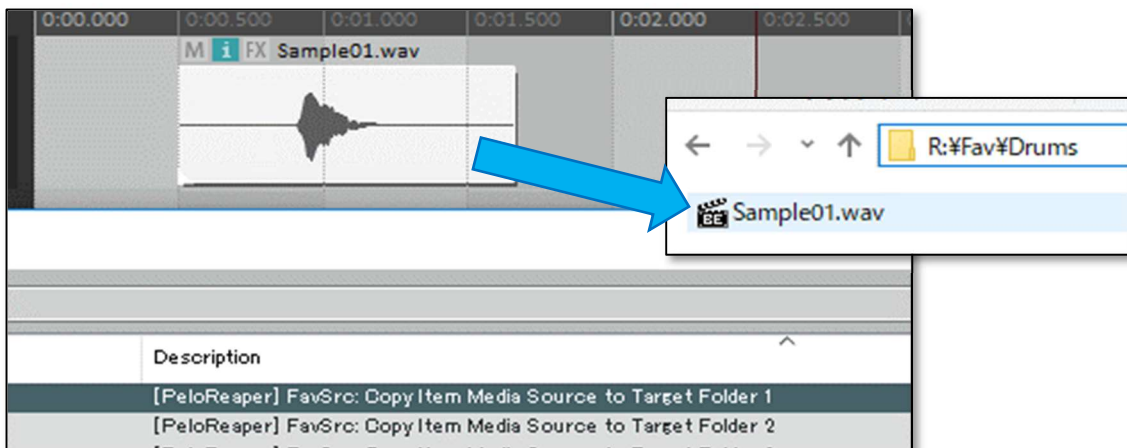 0:00.000 0:00.500 0:01.000 0:01.500 0:02.000 0:02.500
M i FX Sample01.wav
R:¥Fav¥Drums
BE Sample01.wav
Description
[PeloReaper] FavSrc: Copy Item Media Source to Target Folder 1
[PeloReaper] FavSrc: Copy Item Media Source to Target Folder 2